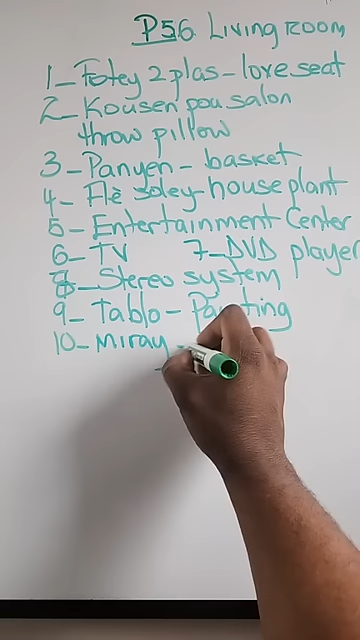 P56 Living room
1_ Fotey 2 plas - love seat
2_ Kousen pou salon
throw pillow
3_ Panyen - basket
4_ Flè soley - house plant
5_ Entertainment Center
6_ TV 7_ DVD player
8_ Stereo system
9_ Tablo - Painting
10_ Miray -